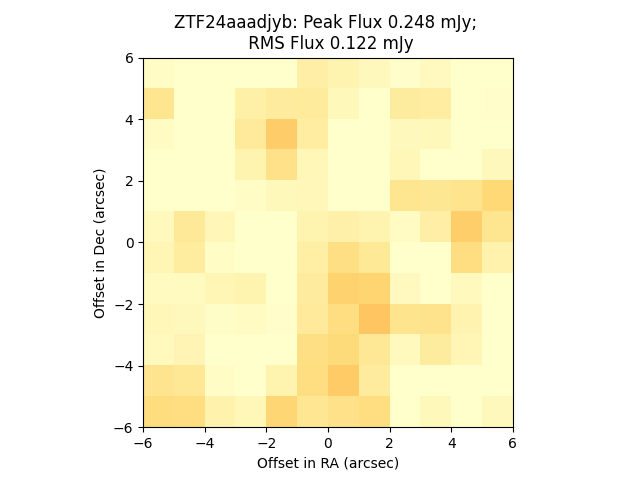 ZTF24aaadjyb: Peak Flux 0.248 mJy;
RMS Flux 0.122 mJy
6
4
2
0
−2
−4
−6
Offset in Dec (arcsec)
−6 −4 −2 0 2 4 6
Offset in RA (arcsec)